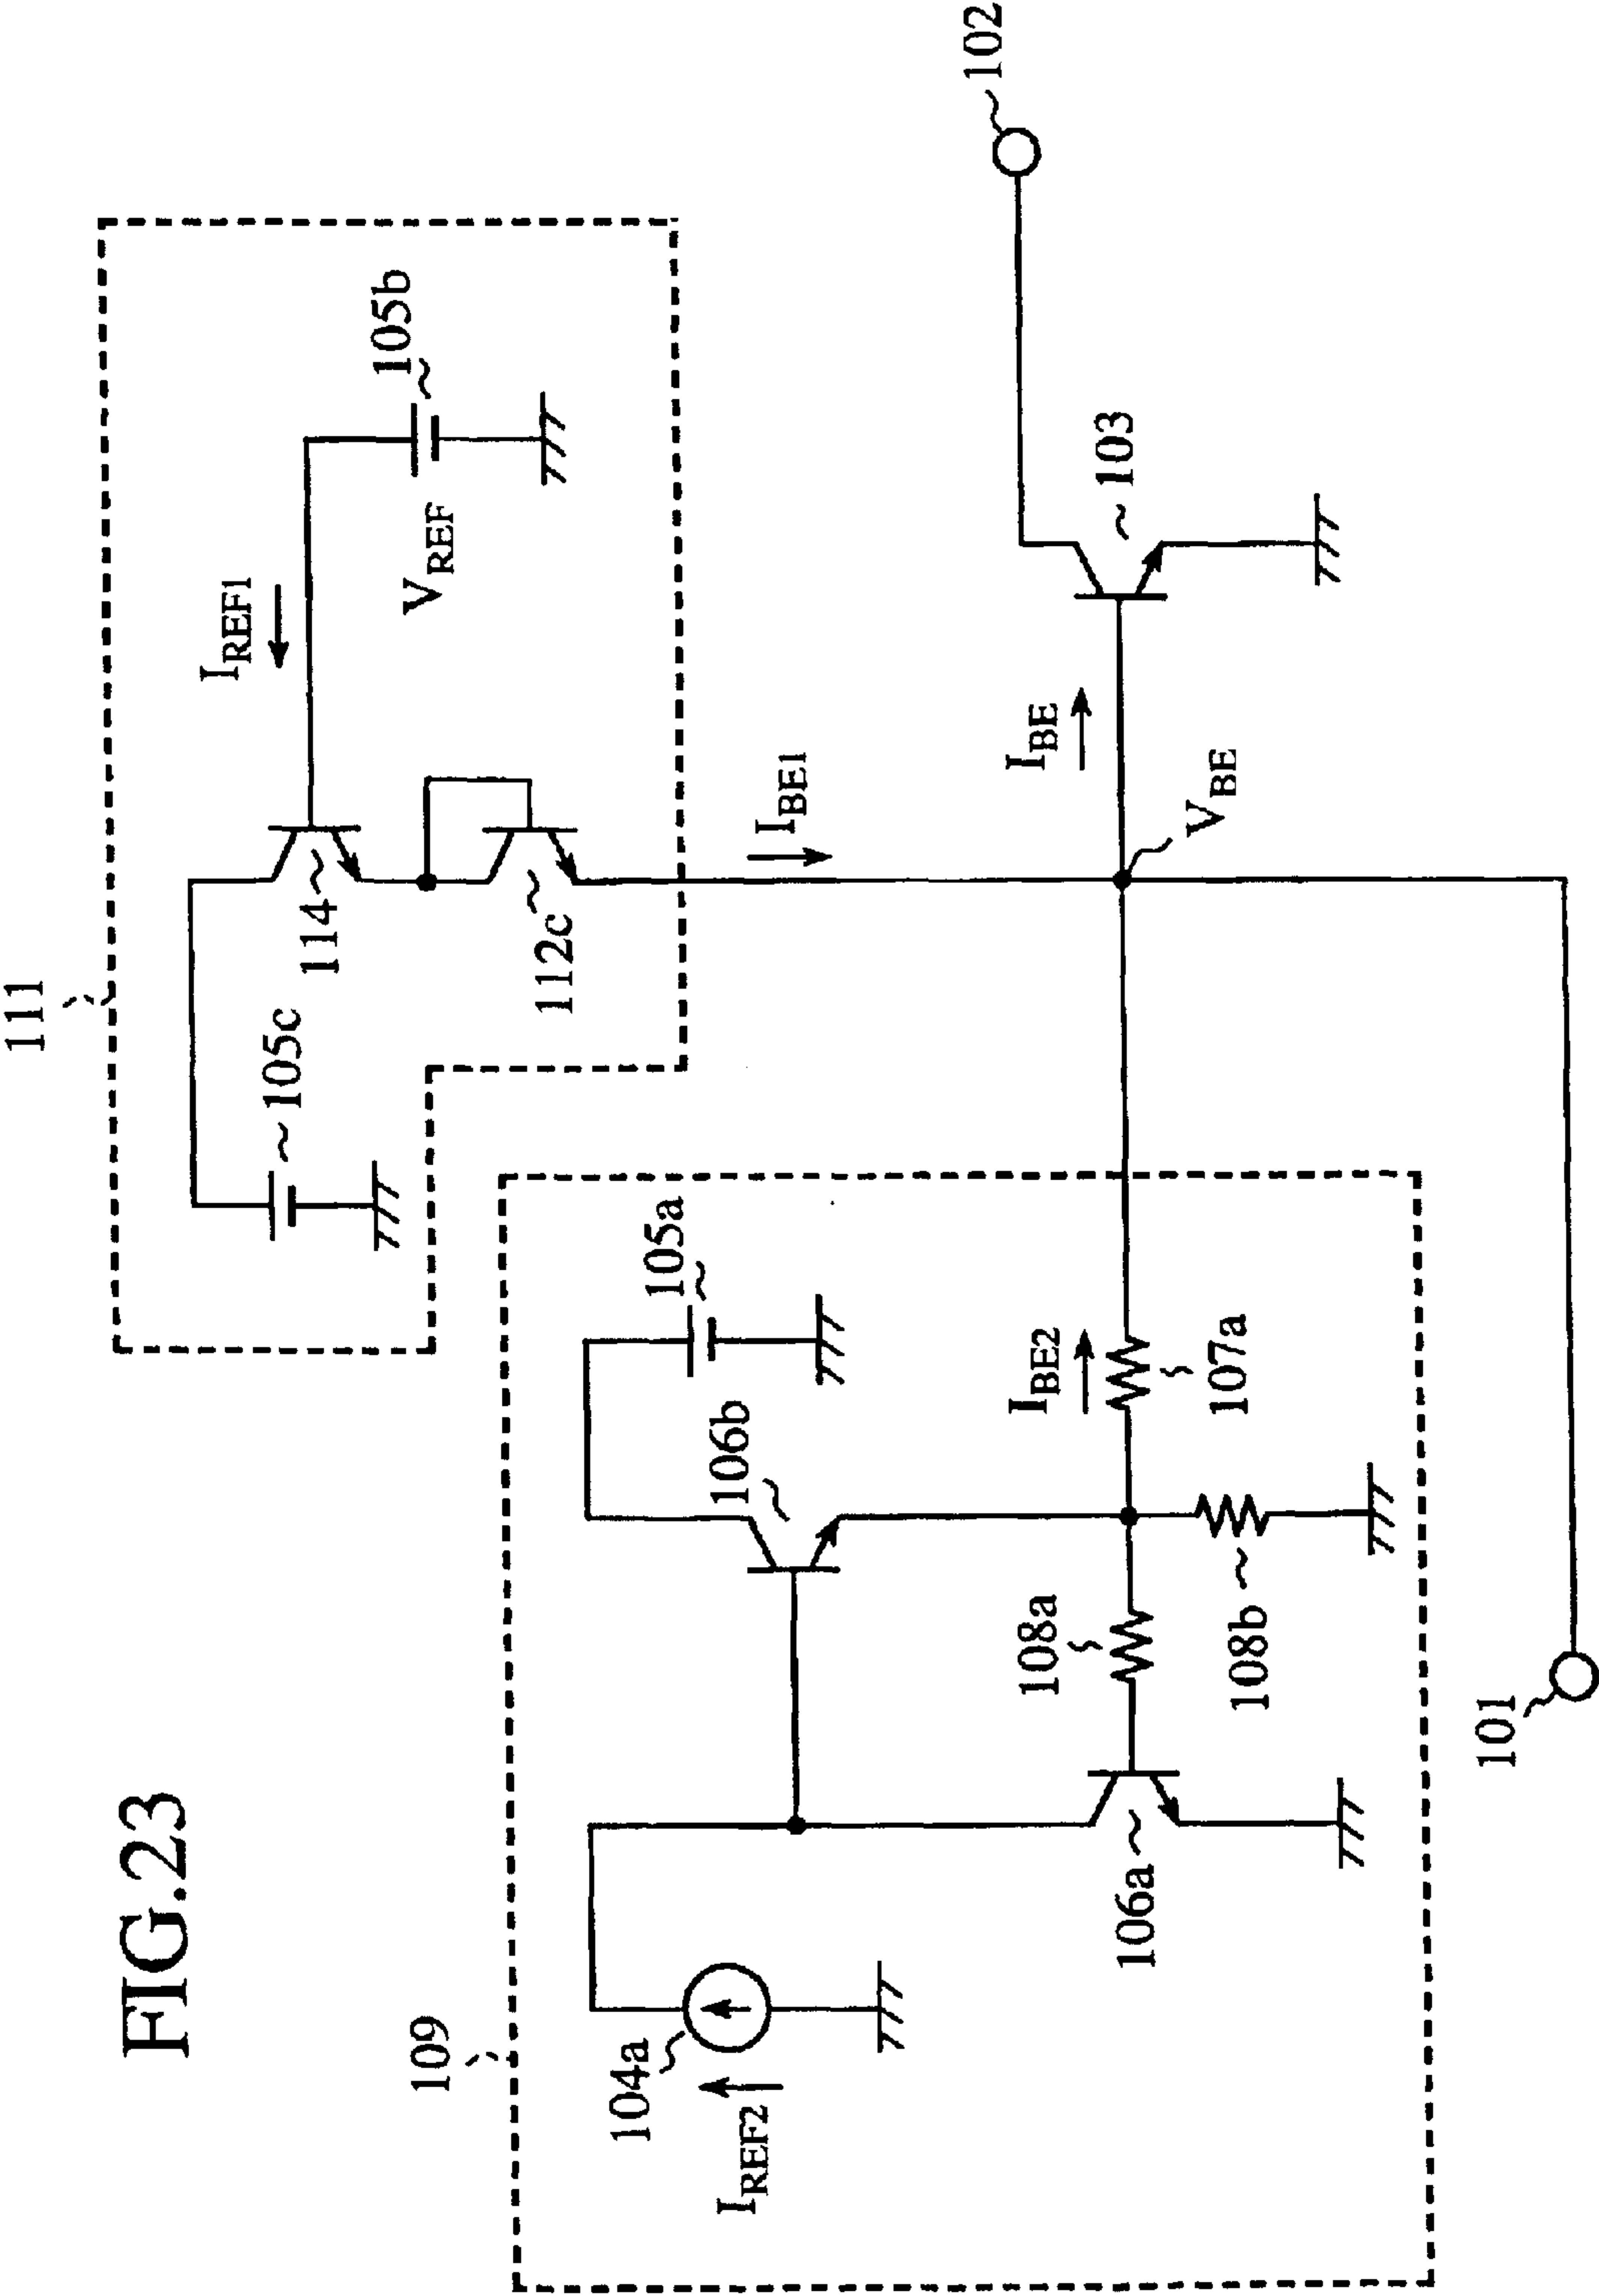 FIG.23
111
105c
114
I_REF1
105b
V_REF
112c
I_BE1
102
109
104a
I_REF2
106b
105a
I_BE
103
V_BE
106a
108a
108b
I_BE2
107a
101